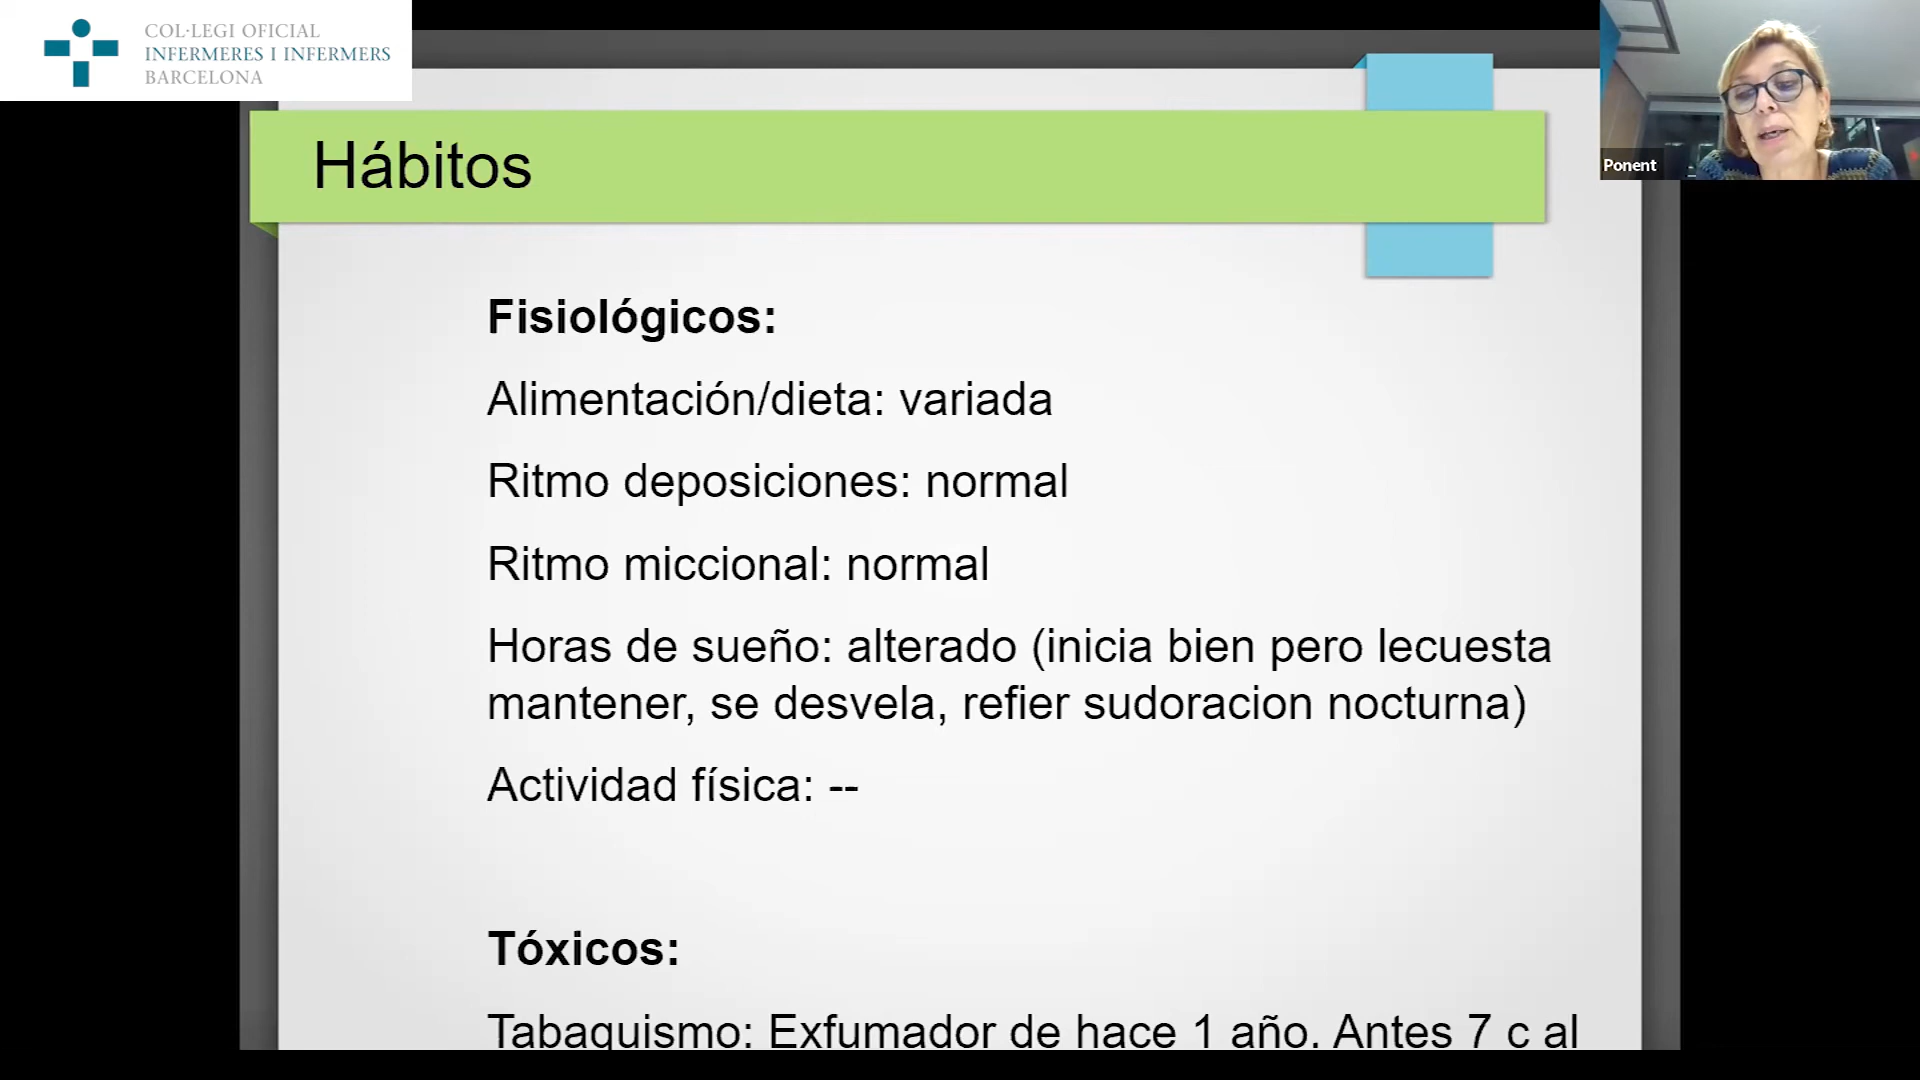 COL·LEGI OFICIAL
INFERMERES I INFERMERS
BARCELONA
Ponent
Hábitos
Fisiológicos:
Alimentación/dieta: variada
Ritmo deposiciones: normal
Ritmo miccional: normal
Horas de sueño: alterado (inicia bien pero lecuesta
mantener, se desvela, refier sudoracion nocturna)
Actividad física: --
Tóxicos:
Tabaquismo: Exfumador de hace 1 año. Antes 7 c al